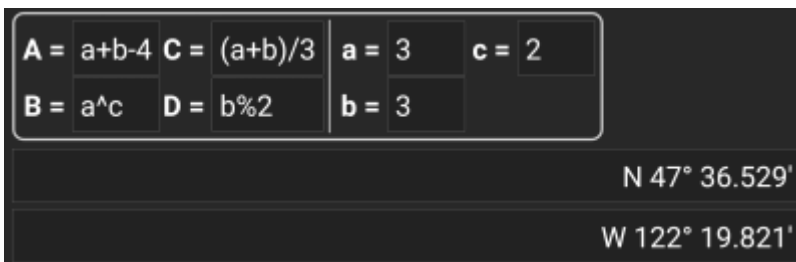 A = a+b-4 C = (a+b)/3 a = 3 c = 2
B = a^c D = b%2 b = 3
N 47° 36.529'
W 122° 19.821'